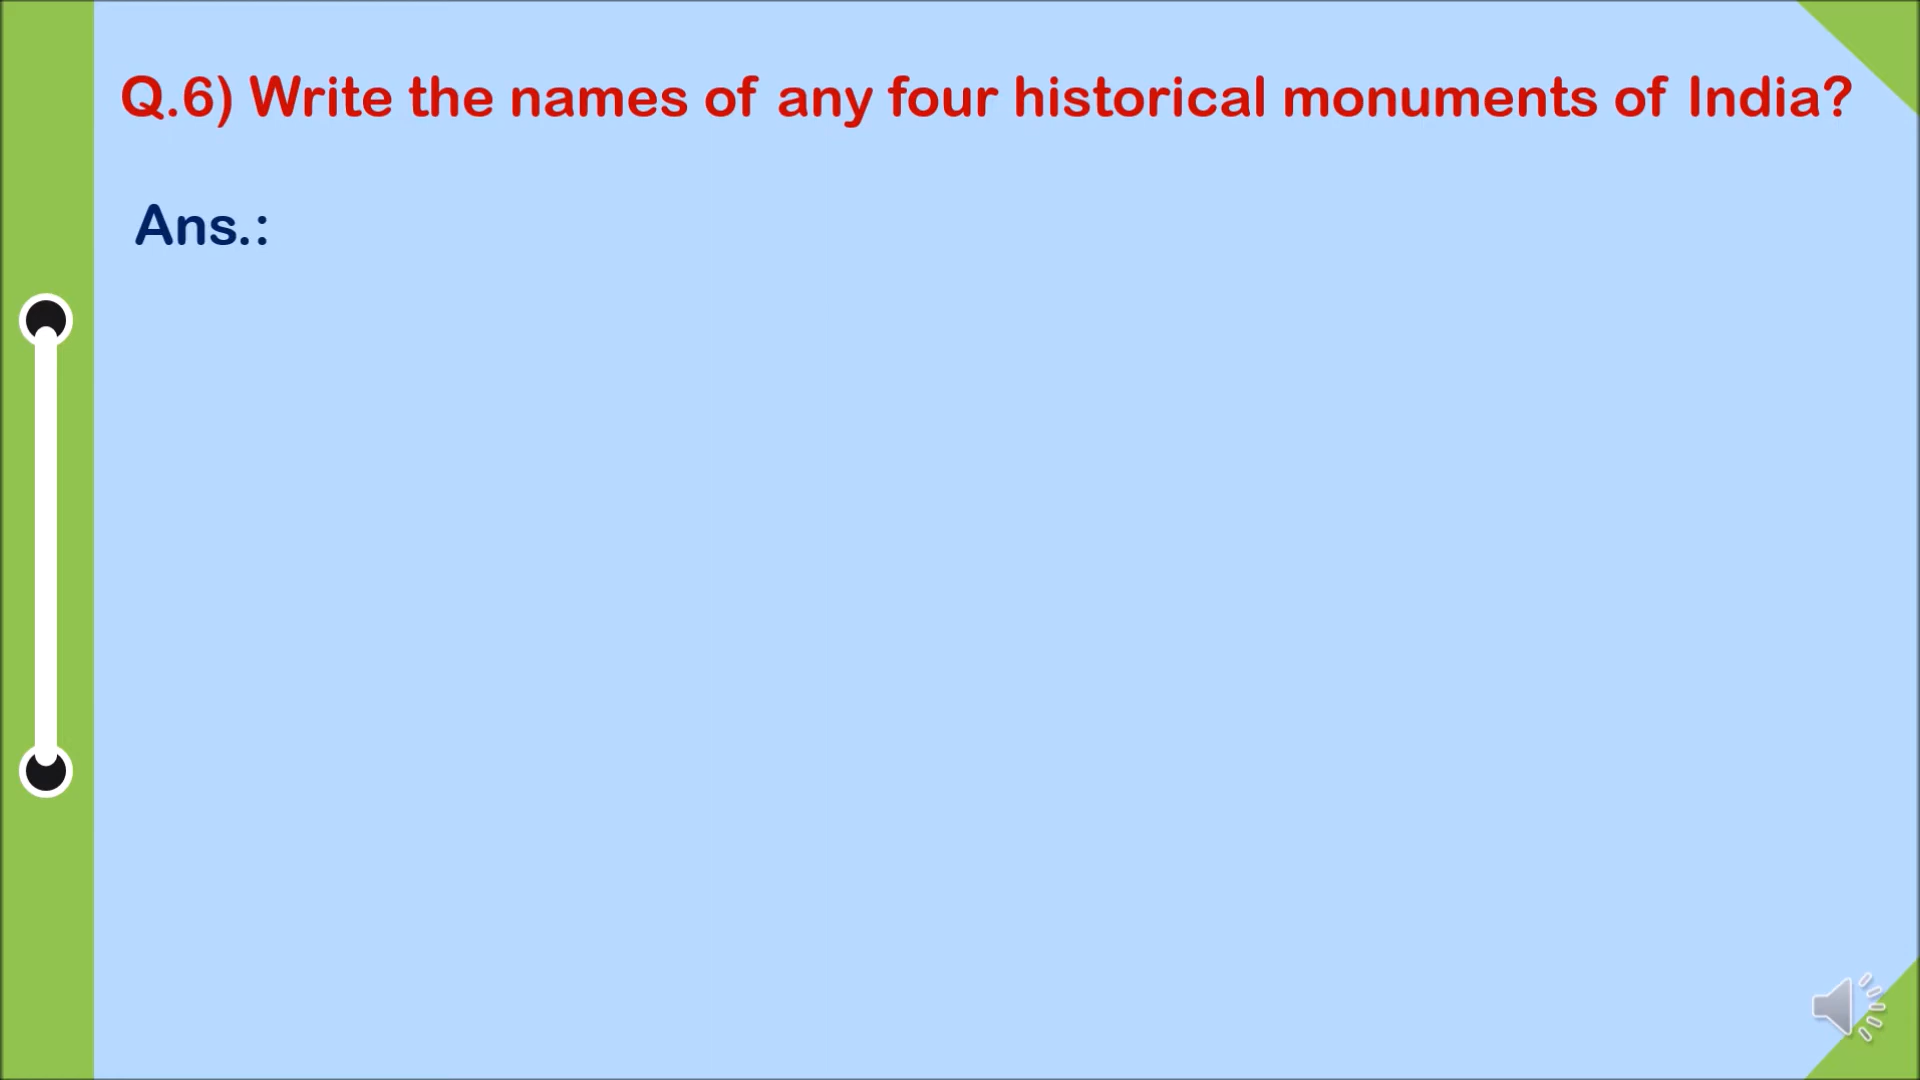 Q.6) Write the names of any four historical monuments of India?
Ans.: